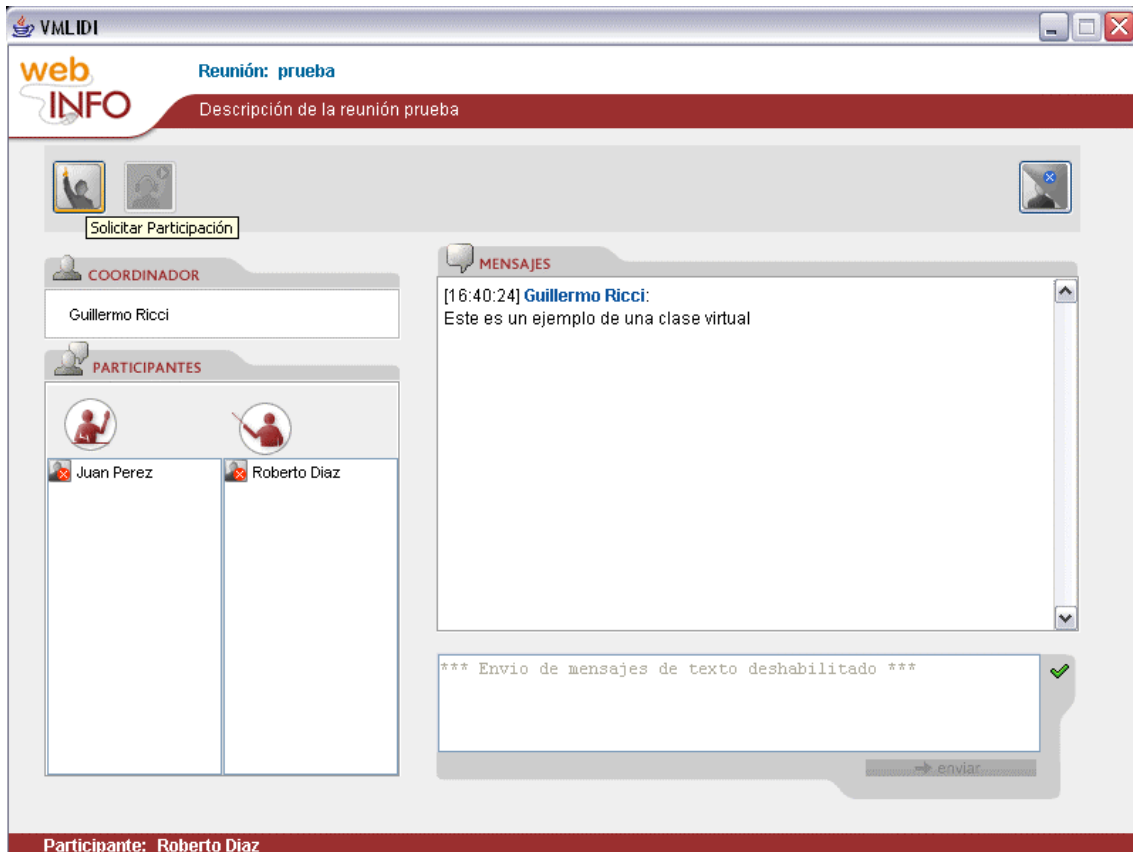 VMLIDI
web
INFO
Reunión: prueba
Descripción de la reunión prueba
Solicitar Participación
COORDINADOR
Guillermo Ricci
PARTICIPANTES
Juan Perez
Roberto Diaz
MENSAJES
[16:40:24] Guillermo Ricci:
Este es un ejemplo de una clase virtual
*** Envio de mensajes de texto deshabilitado ***
enviar
Participante: Roberto Diaz